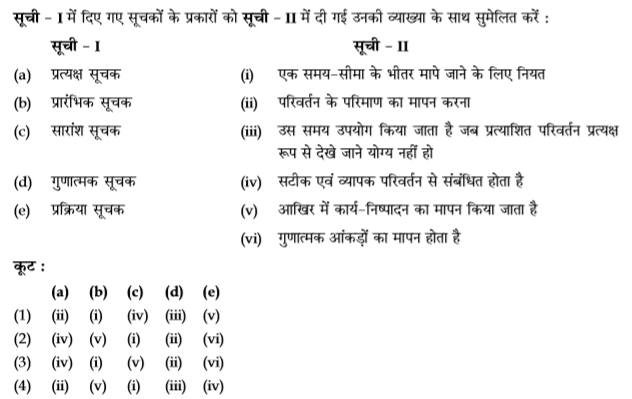 सूची - I में दिए गए सूचकों के प्रकारों को सूची - II में दी गई उनकी व्याख्या के साथ सुमेलित करें :
सूची - I सूची - II
(a) प्रत्यक्ष सूचक (i) एक समय-सीमा के भीतर मापे जाने के लिए नियत
(b) प्रारंभिक सूचक (ii) परिवर्तन के परिमाण का मापन करना
(c) सारांश सूचक (iii) उस समय उपयोग किया जाता है जब प्रत्याशित परिवर्तन प्रत्यक्ष
रूप से देखे जाने योग्य नहीं हो
(d) गुणात्मक सूचक (iv) सटीक एवं व्यापक परिवर्तन से संबंधित होता है
(e) प्रक्रिया सूचक (v) आखिर में कार्य-निष्पादन का मापन किया जाता है
(vi) गुणात्मक आंकड़ों का मापन होता है
कूट :
(a) (b) (c) (d) (e)
(1) (ii) (i) (iv) (iii) (v)
(2) (iv) (v) (i) (ii) (vi)
(3) (iv) (i) (v) (ii) (vi)
(4) (ii) (v) (i) (iii) (iv)